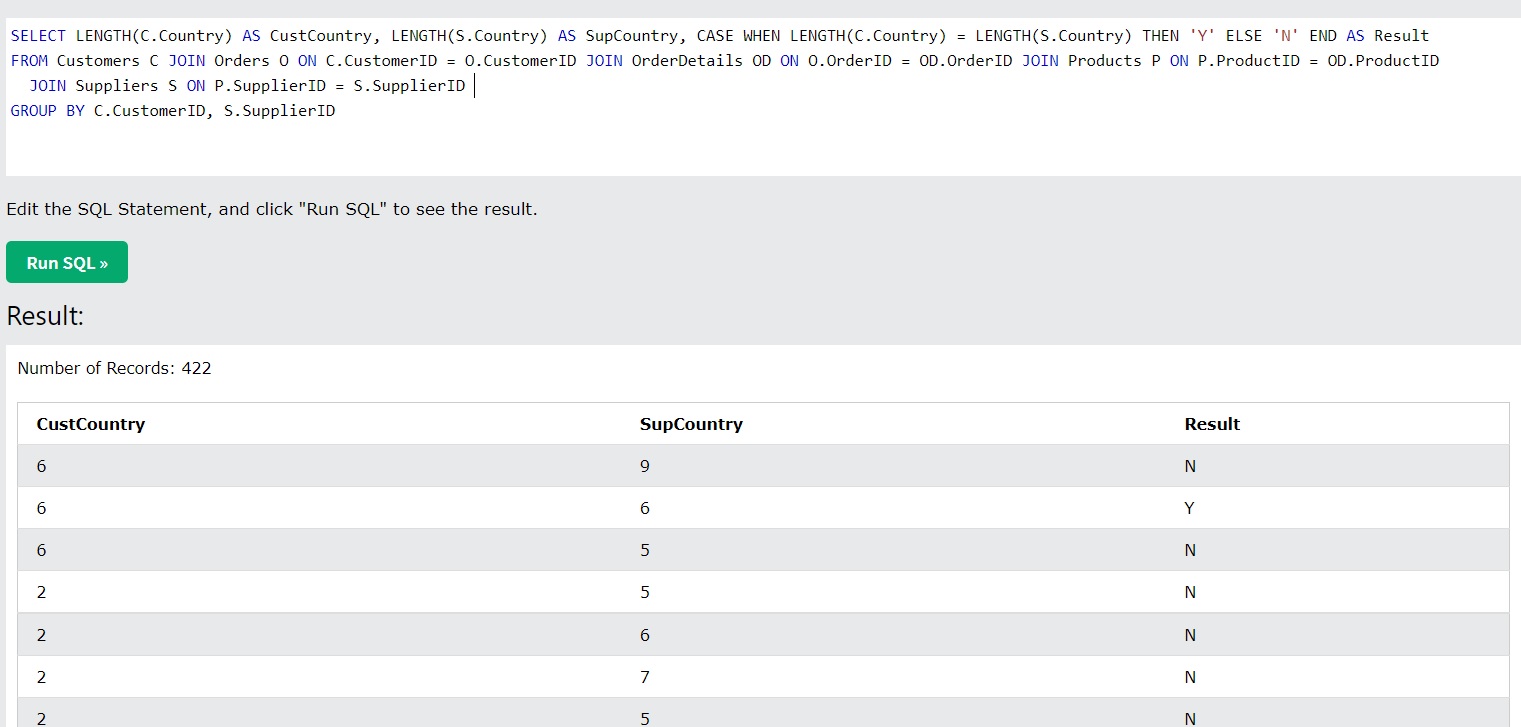 SELECT LENGTH(C.Country) AS CustCountry, LENGTH(S.Country) AS SupCountry, CASE WHEN LENGTH(C.Country) = LENGTH(S.Country) THEN 'Y' ELSE 'N' END AS Result
FROM Customers C JOIN Orders O ON C.CustomerID = O.CustomerID JOIN OrderDetails OD ON O.OrderID = OD.OrderID JOIN Products P ON P.ProductID = OD.ProductID
JOIN Suppliers S ON P.SupplierID = S.SupplierID
GROUP BY C.CustomerID, S.SupplierID
Edit the SQL Statement, and click "Run SQL" to see the result.
Run SQL »
Result:
Number of Records: 422
CustCountry SupCountry Result
6 9 N
6 6 Y
6 5 N
2 5 N
2 6 N
2 7 N
2 5 N